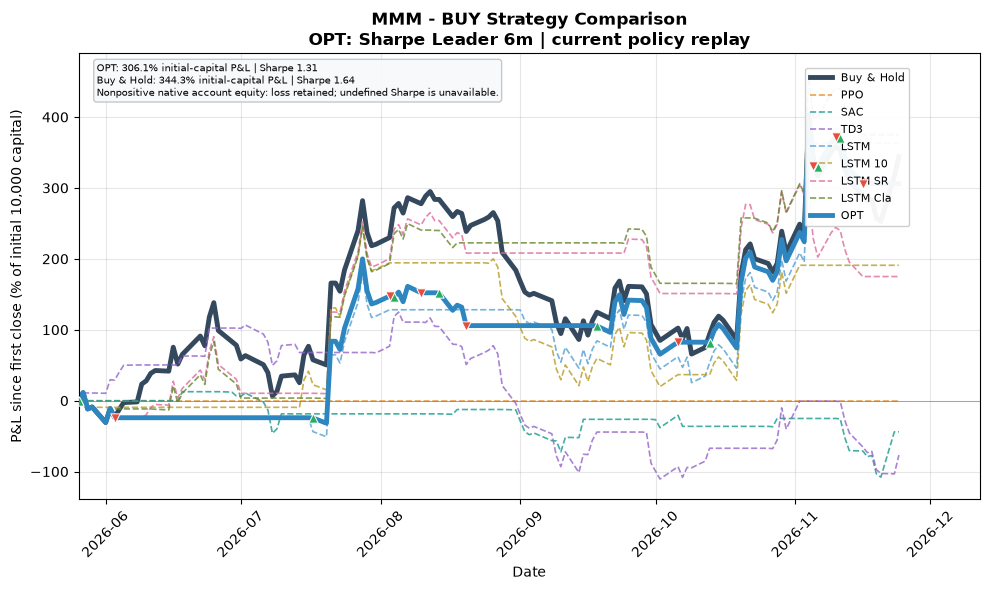 MMM - BUY Strategy Comparison
OPT: Sharpe Leader 6m | current policy replay
OPT: 306.1% initial-capital P&L | Sharpe 1.31
Buy & Hold: 344.3% initial-capital P&L | Sharpe 1.64
Nonpositive native account equity: loss retained; undefined Sharpe is unavailable.
Buy & Hold
PPO
SAC
TD3
LSTM
LSTM 10
LSTM SR
LSTM Cla
OPT
P&L since first close (% of initial 10,000 capital)
400
300
200
100
0
−100
2026-06
2026-07
2026-08
2026-09
2026-10
2026-11
2026-12
Date